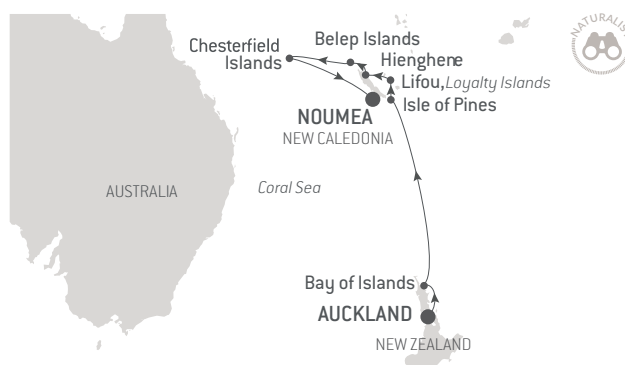 NATURALIST
Belep Islands
Chesterfield
Islands
Hienghene
Lifou, Loyalty Islands
Isle of Pines
NOUMEA
NEW CALEDONIA
AUSTRALIA
Coral Sea
Bay of Islands
AUCKLAND
NEW ZEALAND